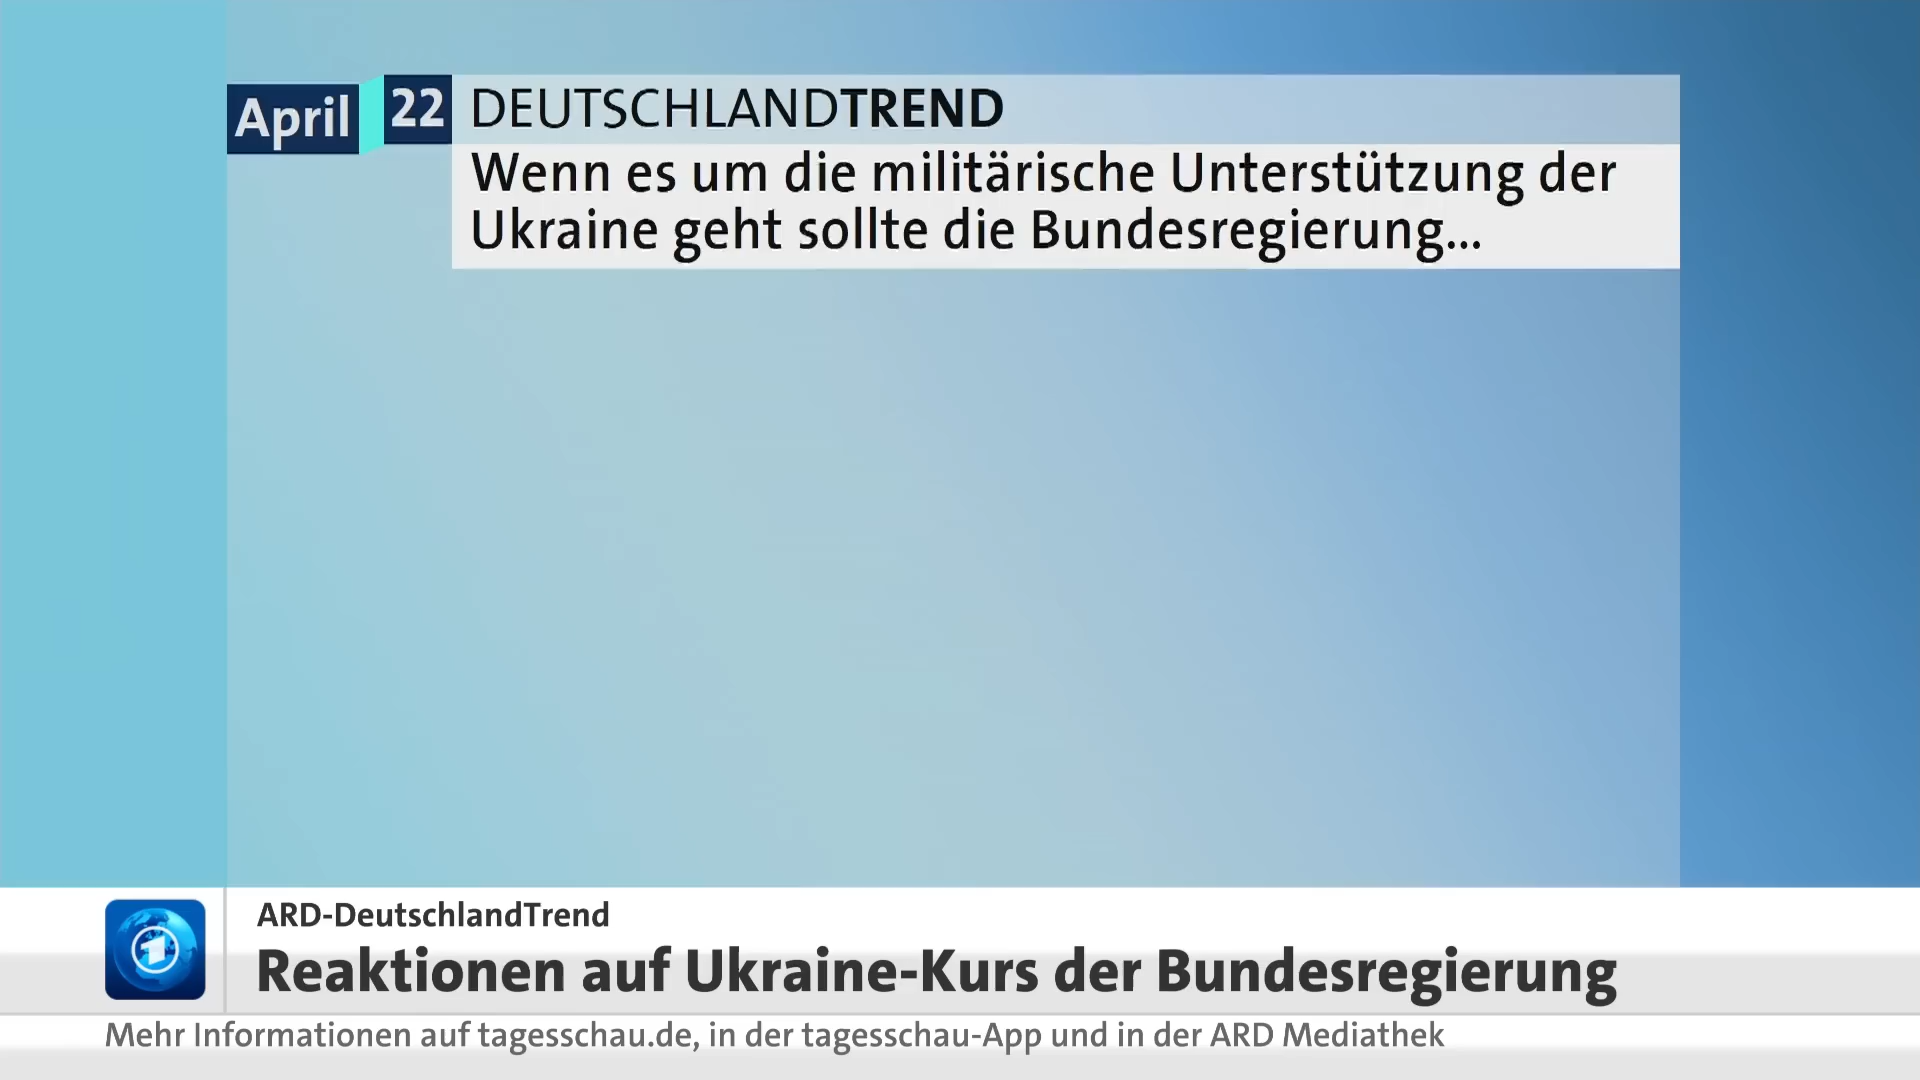 April 22 DEUTSCHLANDTREND
Wenn es um die militärische Unterstützung der
Ukraine geht sollte die Bundesregierung...
ARD-DeutschlandTrend
Reaktionen auf Ukraine-Kurs der Bundesregierung
Mehr Informationen auf tagesschau.de, in der tagesschau-App und in der ARD Mediathek